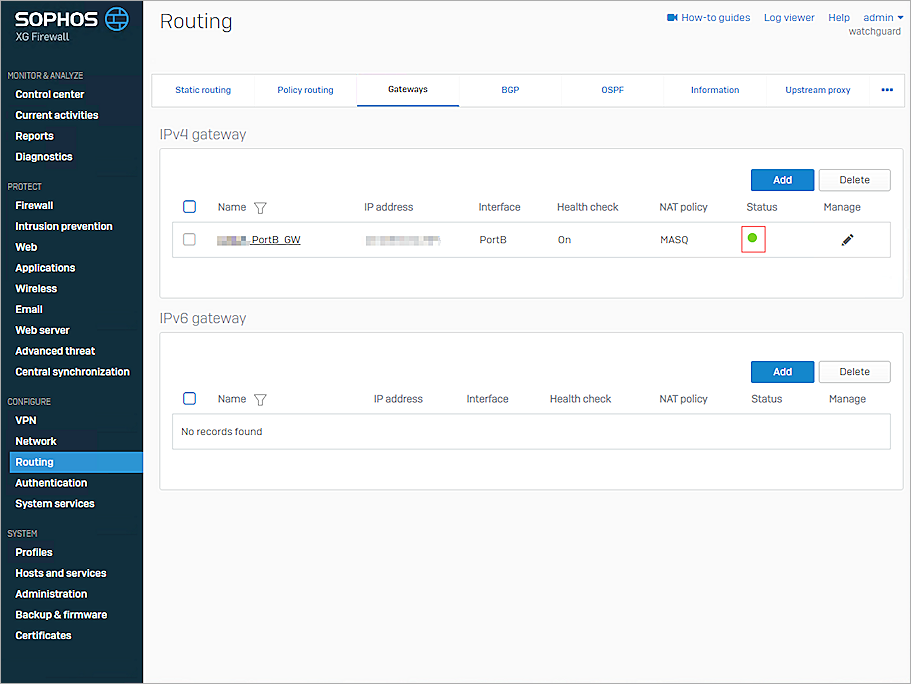 SOPHOS
XG Firewall
MONITOR & ANALYZE
Control center
Current activities
Reports
Diagnostics
PROTECT
Firewall
Intrusion prevention
Web
Applications
Wireless
Email
Web server
Advanced threat
Central synchronization
CONFIGURE
VPN
Network
Routing
Authentication
System services
SYSTEM
Profiles
Hosts and services
Administration
Backup & firmware
Certificates
Routing
How-to guides Log viewer Help admin
watchguard
Static routing Policy routing Gateways BGP OSPF Information Upstream proxy
IPv4 gateway
Add Delete
Name IP address Interface Health check NAT policy Status Manage
_PortB_GW PortB On MASQ
IPv6 gateway
Add Delete
Name IP address Interface Health check NAT policy Status Manage
No records found